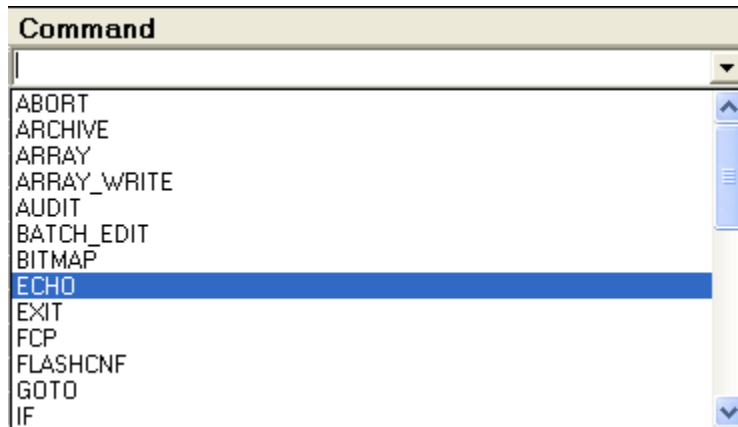 Command
ABORT
ARCHIVE
ARRAY
ARRAY_WRITE
AUDIT
BATCH_EDIT
BITMAP
ECHO
EXIT
FCP
FLASHCNF
GOTO
IF